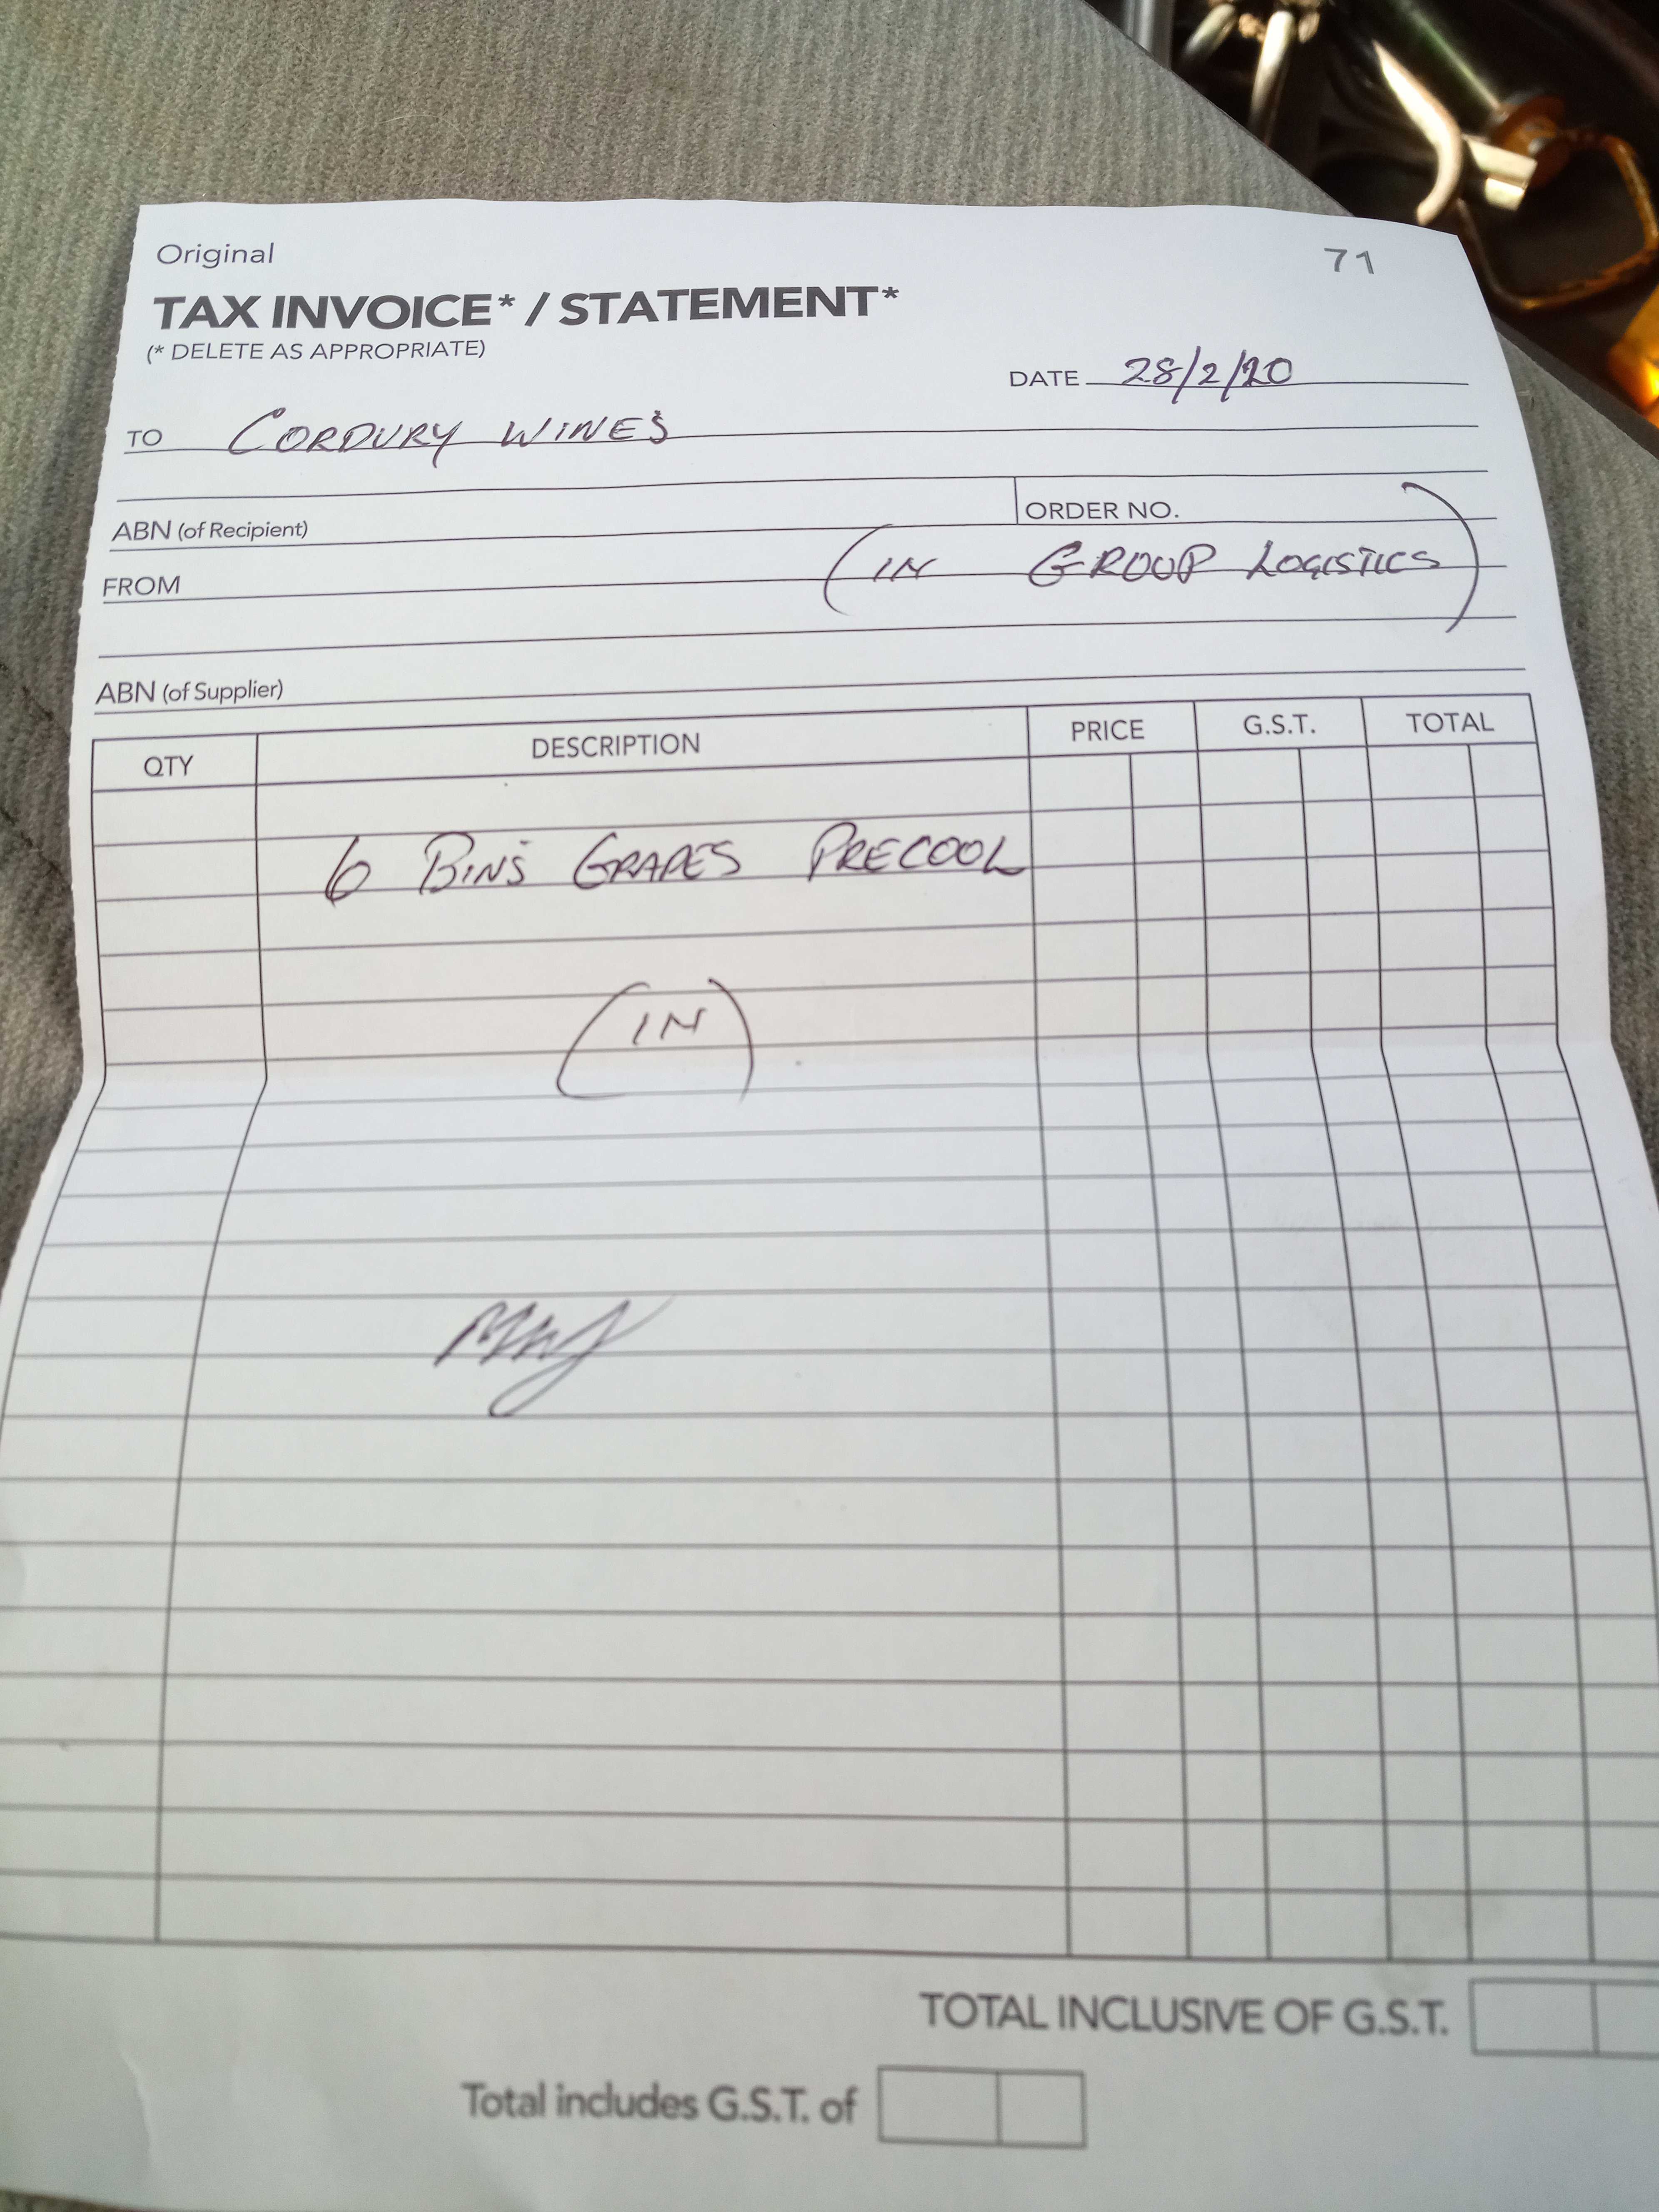 Original
71
TAX INVOICE* / STATEMENT*
(* DELETE AS APPROPRIATE)
DATE 28/2/20
TO CORDURY WINES
ABN (of Recipient)
ORDER NO.
FROM
(IN GROUP LOGISTICS)
ABN (of Supplier)
QTY DESCRIPTION PRICE G.S.T. TOTAL
6 BINS GRAPES PRECOOL
(IN)
TOTAL INCLUSIVE OF G.S.T.
Total includes G.S.T. of